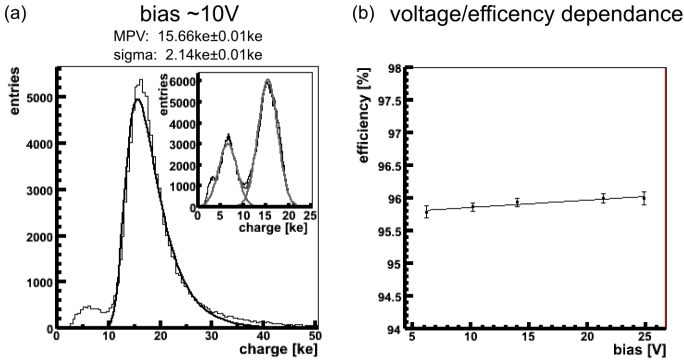 (a) bias ~10V
MPV: 15.66ke±0.01ke
sigma: 2.14ke±0.01ke
entries
5000
4000
3000
2000
1000
0
0 10 20 30 40 50
charge [ke]
entries
6000
5000
4000
3000
2000
1000
0
0 5 10 15 20 25
charge [ke]
(b) voltage/efficency dependance
efficiency [%]
98
97.5
97
96.5
96
95.5
95
94.5
94
5 10 15 20 25
bias [V]